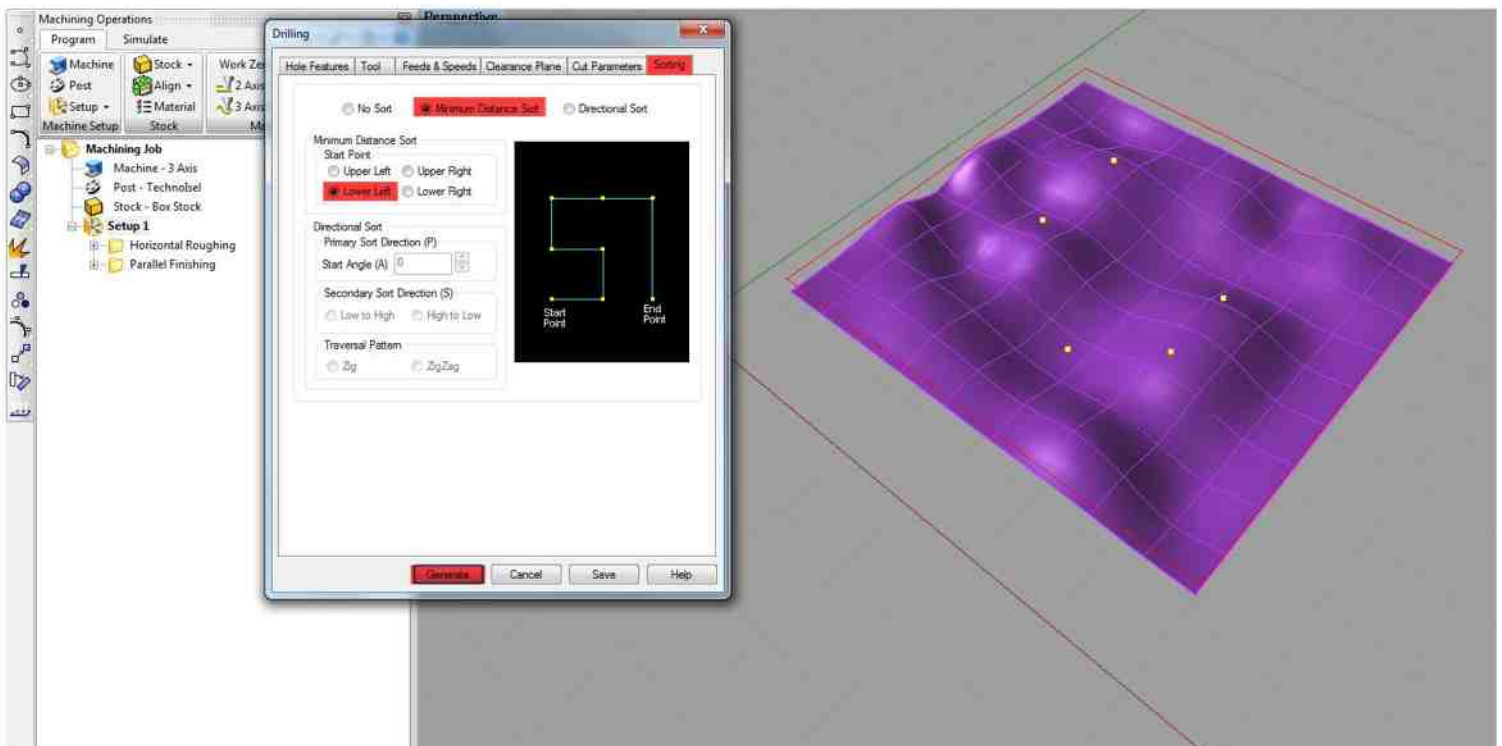 Machining Operations
Program Simulate
Machine Stock Work Ze
Post Align 2 Axis
Setup Material 3 Axis
Machine Setup Stock
Machining Job
Machine - 3 Axis
Post - TechnoIsel
Stock - Box Stock
Setup 1
Horizontal Roughing
Parallel Finishing
Perspective
Drilling
Hole Features Tool Feeds & Speeds Clearance Plane Cut Parameters Sorting
No Sort Minimum Distance Sort Directional Sort
Minimum Distance Sort
Start Point
Upper Left Upper Right
Lower Left Lower Right
Directional Sort
Primary Sort Direction (P)
Start Angle (A) 0
Secondary Sort Direction (S)
Low to High High to Low
Traversal Pattern
Zig ZigZag
Start Point
End Point
Generate Cancel Save Help